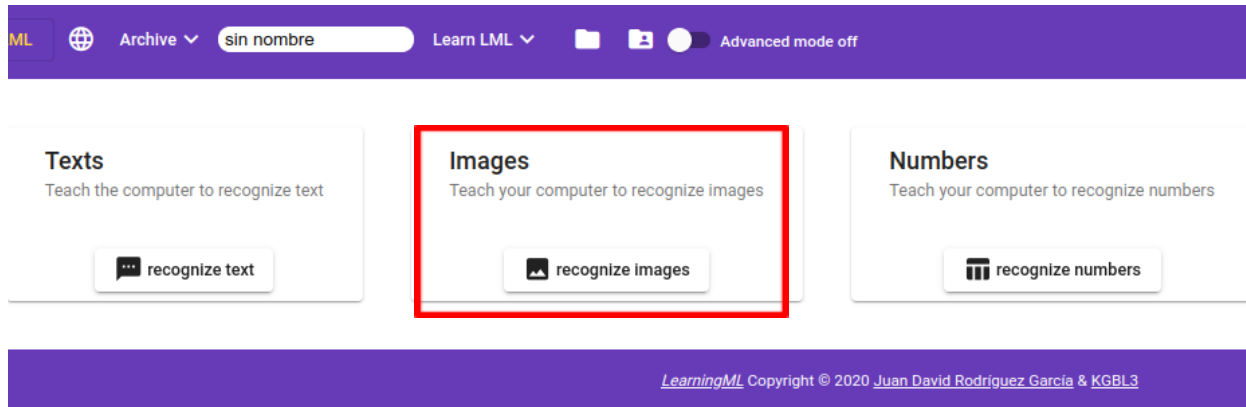 ML Archive sin nombre Learn LML Advanced mode off
Texts
Teach the computer to recognize text
recognize text
Images
Teach your computer to recognize images
recognize images
Numbers
Teach your computer to recognize numbers
recognize numbers
LearningML Copyright © 2020 Juan David Rodríguez García & KGBL3